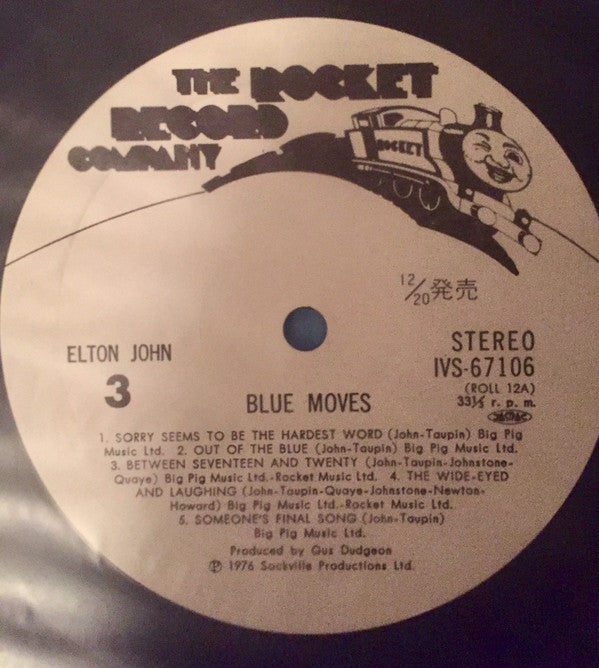 THE ROCKET
RECORD
COMPANY
ROCKET
12/20発売
ELTON JOHN
3
BLUE MOVES
STEREO
IVS-67106
(ROLL 12A)
33⅓ r. p. m.
1. SORRY SEEMS TO BE THE HARDEST WORD (John-Taupin) Big Pig
Music Ltd. 2. OUT OF THE BLUE (John-Taupin) Big Pig Music Ltd.
3. BETWEEN SEVENTEEN AND TWENTY (John-Taupin-Johnstone-
Quaye) Big Pig Music Ltd.-Rocket Music Ltd. 4. THE WIDE-EYED
AND LAUGHING (John-Taupin-Quaye-Johnstone-Newton-
Howard) Big Pig Music Ltd.-Rocket Music Ltd.
5. SOMEONE'S FINAL SONG (John-Taupin)
Big Pig Music Ltd.
Produced by Gus Dudgeon
℗ 1976 Sackville Productions Ltd.